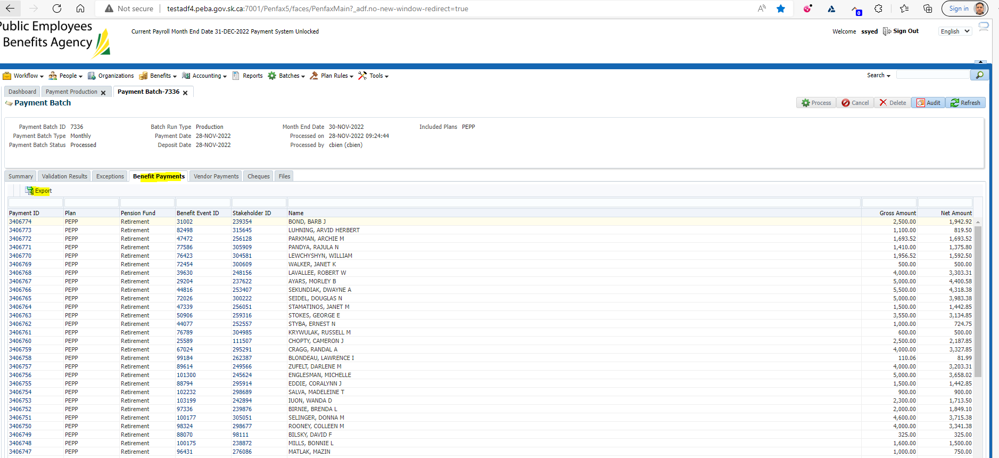 Not secure testadf4.peba.gov.sk.ca:7001/Penfax5/faces/PenfaxMain?_adf.no-new-window-redirect=true 0 Sign in
Public Employees
Benefits Agency
Current Payroll Month End Date 31-DEC-2022 Payment System Unlocked
Welcome ssyed Sign Out English
Workflow People Organizations Benefits Accounting Reports Batches Plan Rules Tools Search
Dashboard Payment Production Payment Batch-7336
Payment Batch Process Cancel Delete Audit Refresh
Payment Batch ID 7336 Batch Run Type Production Month End Date 30-NOV-2022 Included Plans PEPP
Payment Batch Type Monthly Payment Date 28-NOV-2022 Processed on 28-NOV-2022 09:24:44
Payment Batch Status Processed Deposit Date 28-NOV-2022 Processed by cbien (cbien)
Summary Validation Results Exceptions Benefit Payments Vendor Payments Cheques Files
Export
Payment ID Plan Pension Fund Benefit Event ID Stakeholder ID Name Gross Amount Net Amount
3406774 PEPP Retirement 31002 239354 BOND, BARB J 2,500.00 1,942.92
3406773 PEPP Retirement 82498 315645 LUHNING, ARVID HERBERT 1,100.00 819.50
3406772 PEPP Retirement 47472 256128 PARKMAN, ARCHIE M 1,693.52 1,693.52
3406771 PEPP Retirement 77586 305909 PANDYA, RAJULA N 1,410.00 1,375.80
3406770 PEPP Retirement 76423 304581 LEWCHYSHYN, WILLIAM 1,956.52 1,592.50
3406769 PEPP Retirement 72454 300609 WALKER, JANET K 500.00 500.00
3406768 PEPP Retirement 39630 248156 LAVALLEE, ROBERT W 4,000.00 3,303.31
3406767 PEPP Retirement 29204 237622 AYARS, MORLEY B 5,000.00 4,400.58
3406766 PEPP Retirement 44816 253407 SEKUNDIAK, DWAYNE A 5,500.00 4,318.38
3406765 PEPP Retirement 72026 300222 SEIDEL, DOUGLAS N 5,000.00 3,983.38
3406764 PEPP Retirement 47339 256051 STAMATINOS, JANET M 1,500.00 1,442.85
3406763 PEPP Retirement 50906 259316 STOKES, GEORGE E 3,550.00 3,134.85
3406762 PEPP Retirement 44077 252557 STYBA, ERNEST N 1,000.00 724.75
3406761 PEPP Retirement 76789 304985 KRYWULAK, RUSSELL M 600.00 500.00
3406760 PEPP Retirement 25589 111507 CHOPTY, CAMERON J 2,500.00 2,187.85
3406759 PEPP Retirement 67024 295291 CRAGG, RANDAL A 4,000.00 3,327.85
3406758 PEPP Retirement 99184 262387 BLONDEAU, LAWRENCE I 110.06 81.99
3406757 PEPP Retirement 89614 249566 ZUFELT, DARLENE M 4,000.00 3,203.31
3406756 PEPP Retirement 101300 245624 ENGLESMAN, MICHELLE 5,000.00 3,658.02
3406755 PEPP Retirement 88794 295914 EDDIE, CORALYNN J 1,500.00 1,442.85
3406754 PEPP Retirement 102232 298689 SALVA, MADELEINE T 900.00 900.00
3406753 PEPP Retirement 103199 242894 IUON, WANDA D 2,300.00 1,713.50
3406752 PEPP Retirement 97336 239876 BIRNIE, BRENDA L 2,000.00 1,849.10
3406751 PEPP Retirement 100177 305051 SELINGER, DONNA M 4,600.00 3,715.38
3406750 PEPP Retirement 98324 298677 ROONEY, COLLEEN M 4,000.00 3,341.38
3406749 PEPP Retirement 88070 98111 BILSKY, DAVID F 325.00 325.00
3406748 PEPP Retirement 100175 238872 MILLS, BONNIE L 1,600.00 1,500.00
3406747 PEPP Retirement 96431 276086 MATLAK, MAZIN 1,000.00 750.00